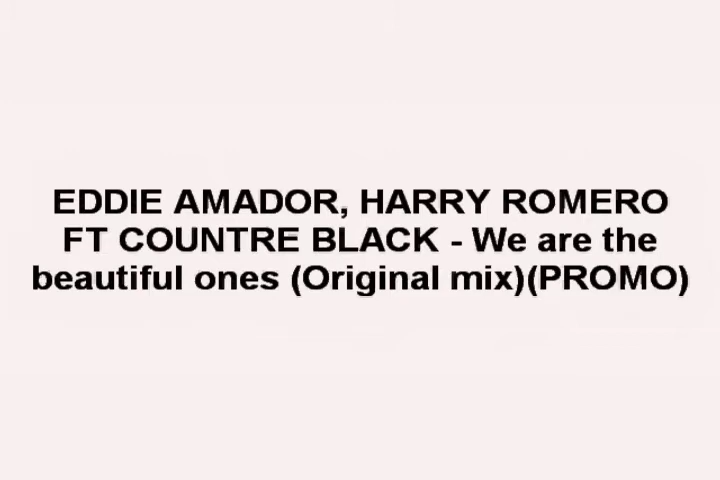 EDDIE AMADOR, HARRY ROMERO
FT COUNTRE BLACK - We are the
beautiful ones (Original mix)(PROMO)